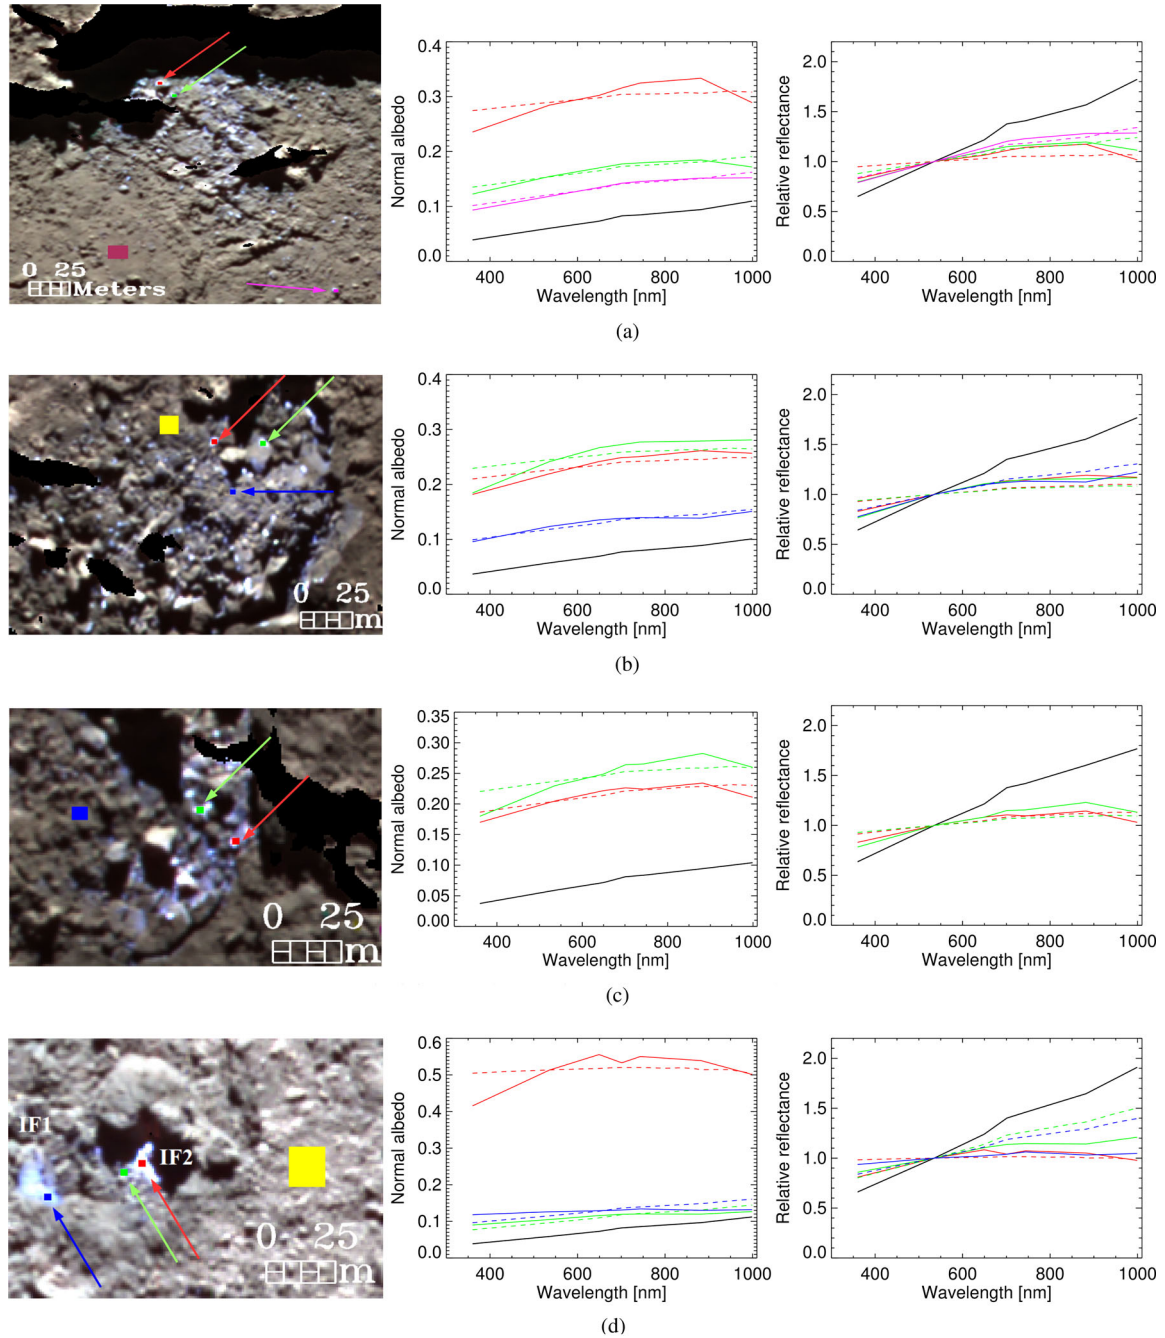 0 25
Meters
0.4
0.3
0.2
0.1
0.0
Normal albedo
400 600 800 1000
Wavelength [nm]
2.0
1.5
1.0
0.5
0.0
Relative reflectance
400 600 800 1000
Wavelength [nm]
(a)
0 25
m
0.4
0.3
0.2
0.1
0.0
Normal albedo
400 600 800 1000
Wavelength [nm]
2.0
1.5
1.0
0.5
0.0
Relative reflectance
400 600 800 1000
Wavelength [nm]
(b)
0 25
m
0.35
0.30
0.25
0.20
0.15
0.10
0.05
0.00
Normal albedo
400 600 800 1000
Wavelength [nm]
2.0
1.5
1.0
0.5
0.0
Relative reflectance
400 600 800 1000
Wavelength [nm]
(c)
IF1
IF2
0 25
m
0.6
0.5
0.4
0.3
0.2
0.1
0.0
Normal albedo
400 600 800 1000
Wavelength [nm]
2.0
1.5
1.0
0.5
0.0
Relative reflectance
400 600 800 1000
Wavelength [nm]
(d)